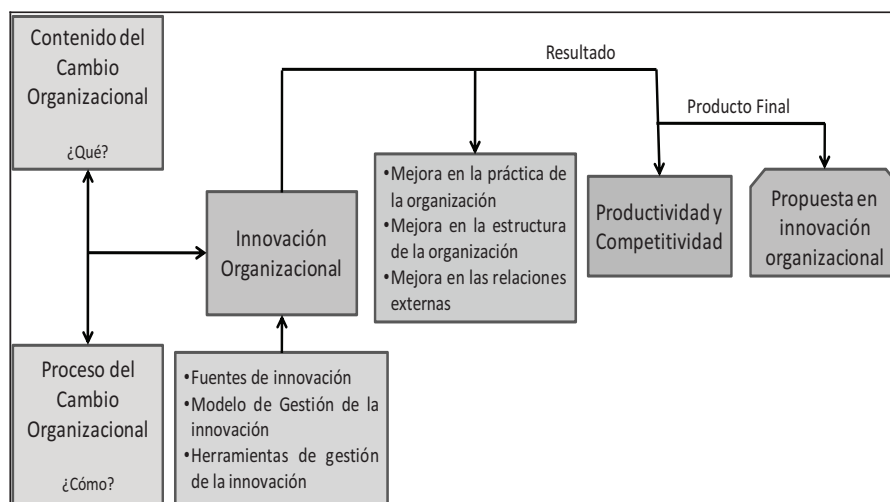 Contenido del
Cambio
Organizacional
¿Qué?
Resultado
Producto Final
•Mejora en la práctica de
la organización
•Mejora en la estructura
de la organización
•Mejora en las relaciones
externas
Productividad y
Competitividad
Propuesta en
innovación
organizacional
Innovación
Organizacional
Proceso del
Cambio
Organizacional
¿Cómo?
•Fuentes de innovación
•Modelo de Gestión de la
innovación
•Herramientas de gestión
de la innovación